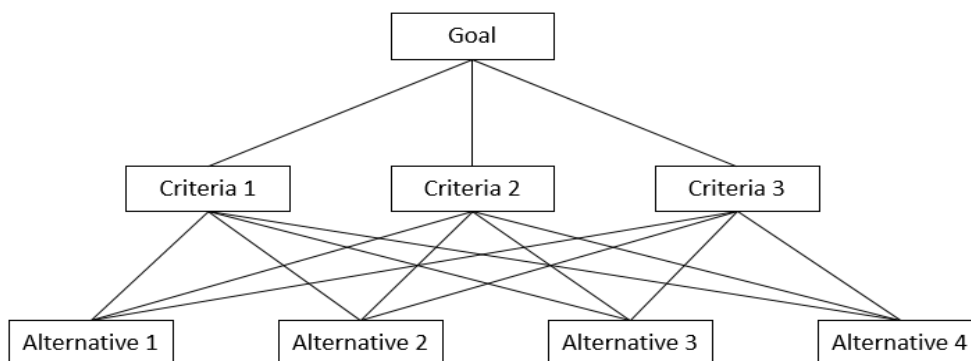 Goal
Criteria 1
Criteria 2
Criteria 3
Alternative 1
Alternative 2
Alternative 3
Alternative 4